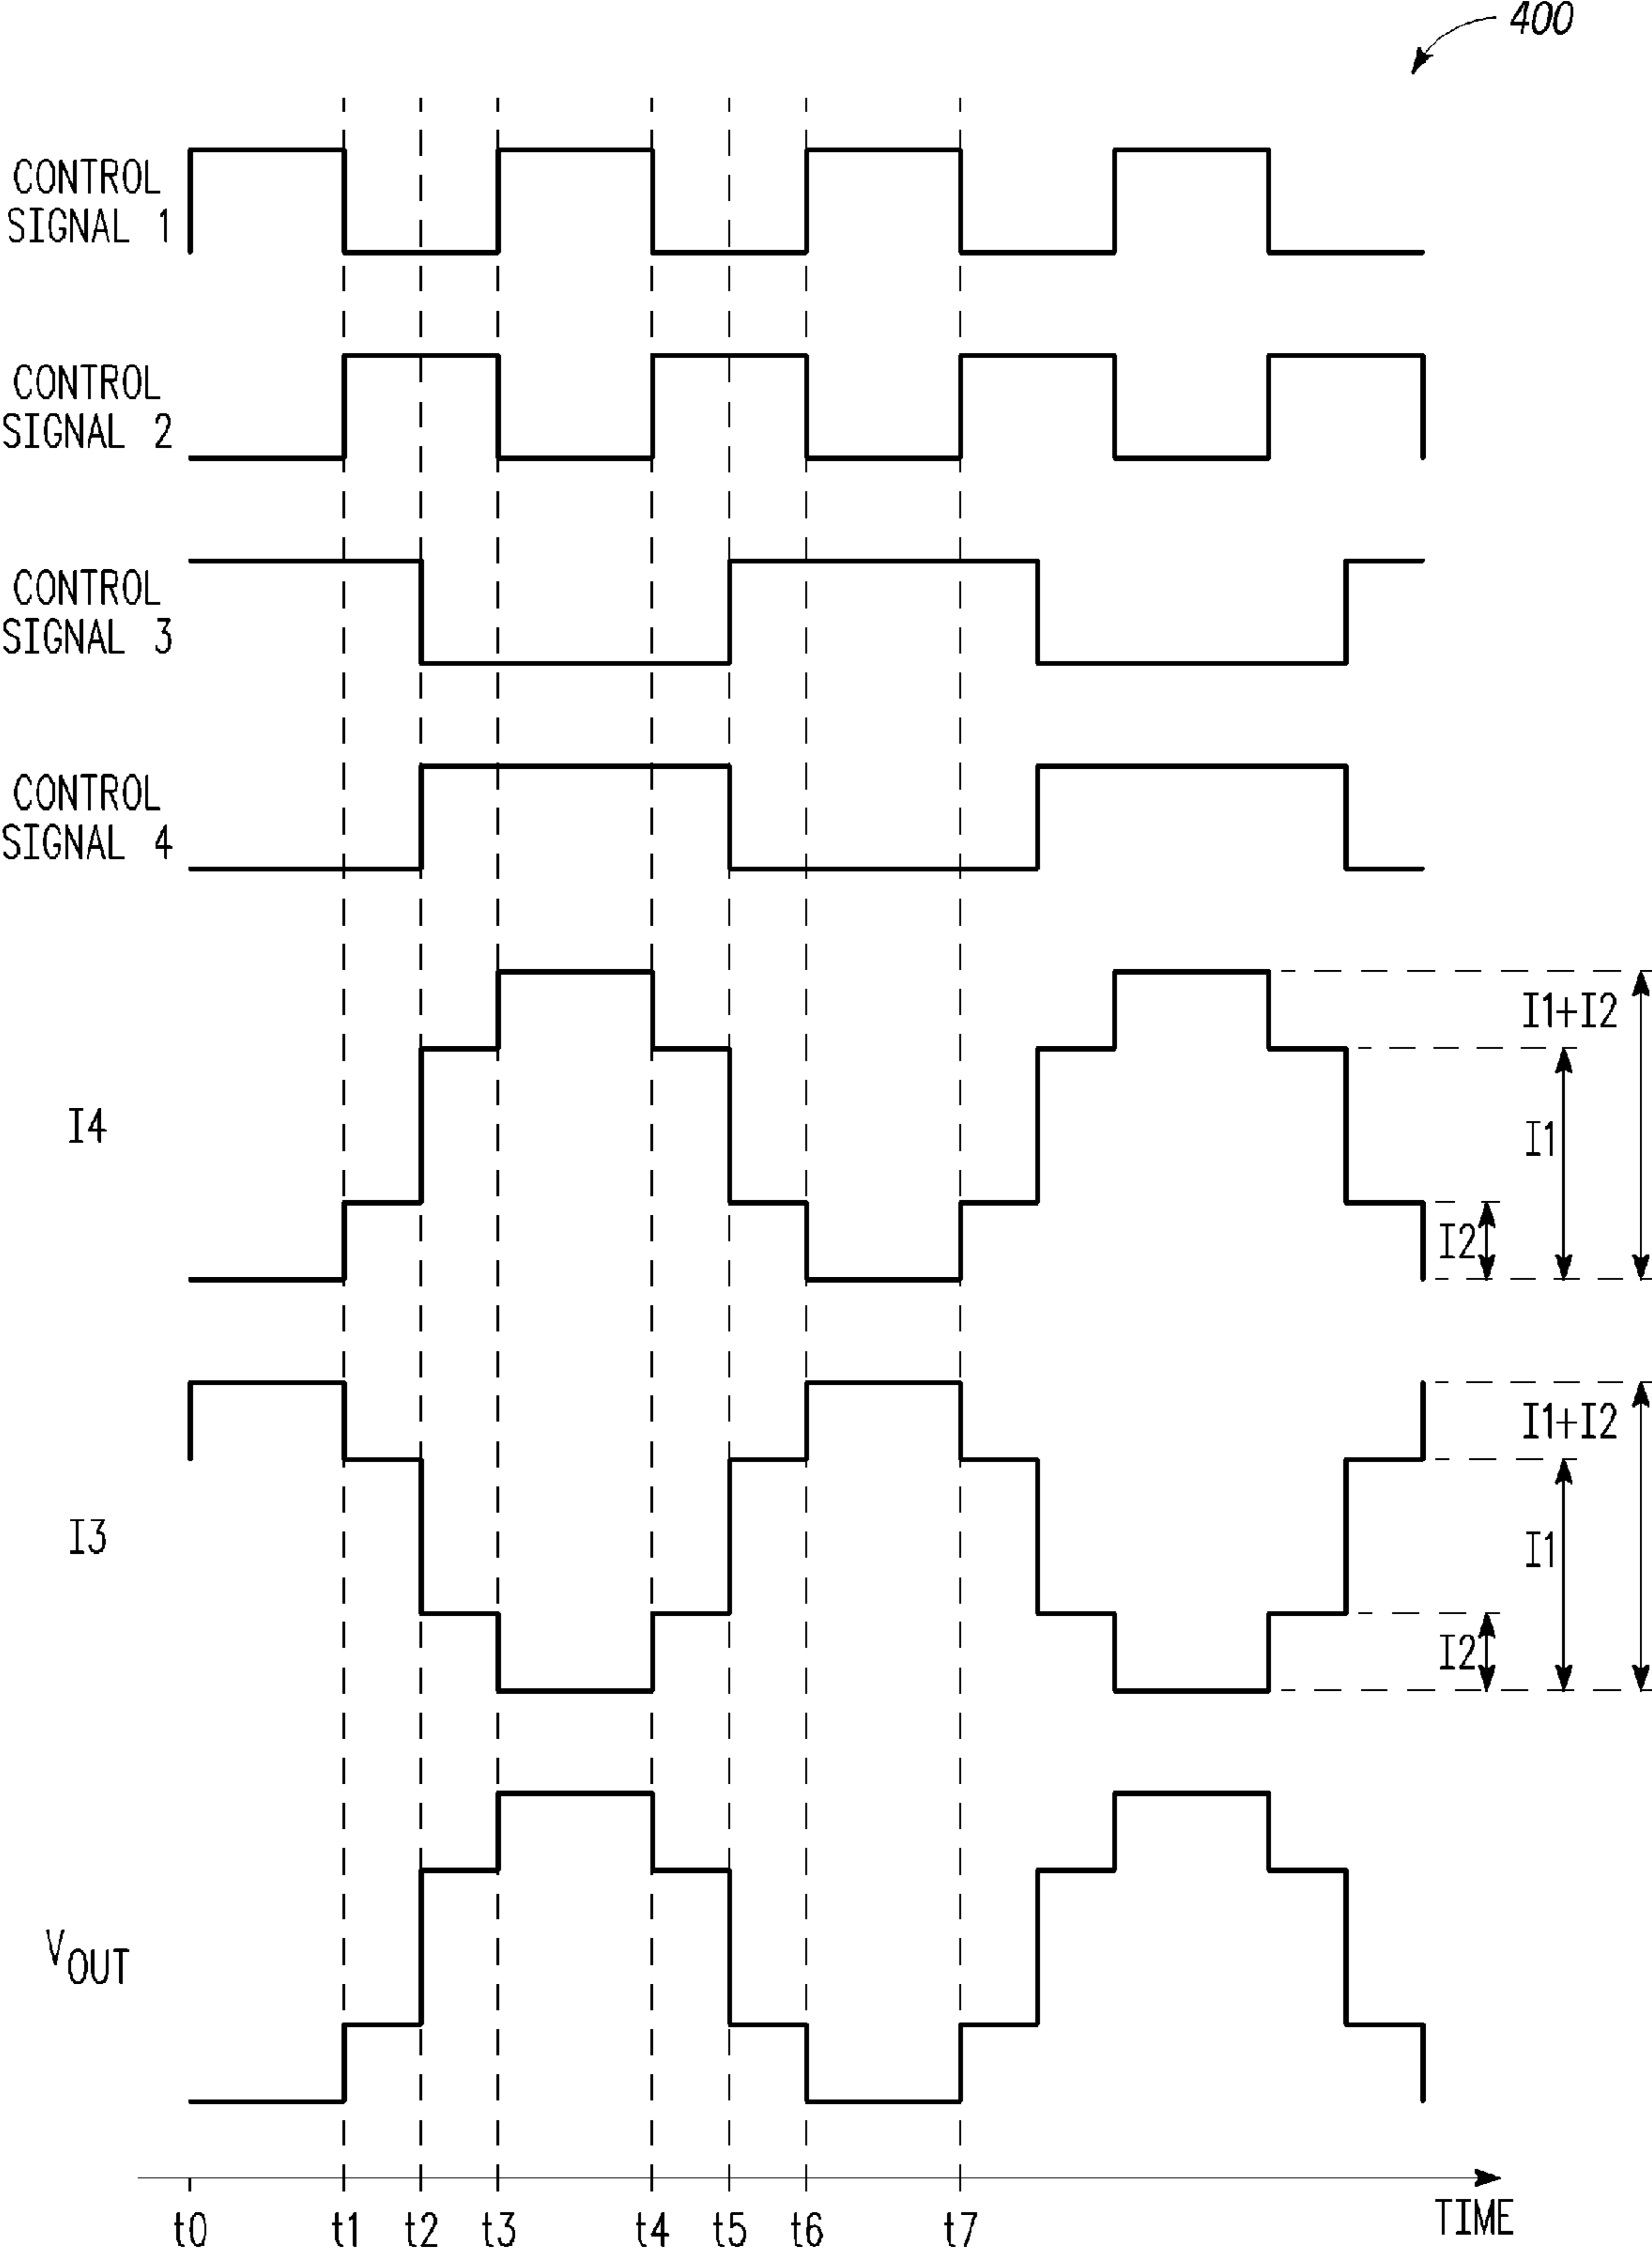 400
CONTROL
SIGNAL 1
CONTROL
SIGNAL 2
CONTROL
SIGNAL 3
CONTROL
SIGNAL 4
I4
I1+I2
I1
I2
I3
I1+I2
I1
I2
VOUT
t0 t1 t2 t3 t4 t5 t6 t7 TIME